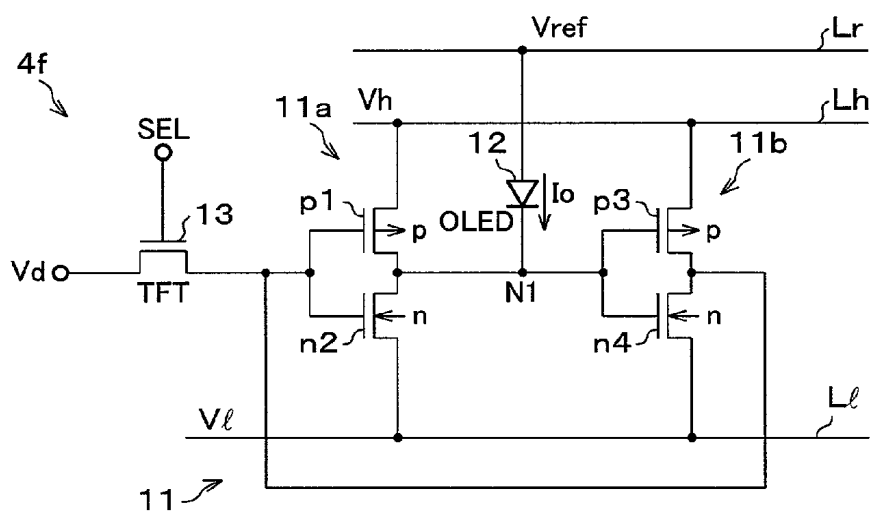 Vref
Lr
4f
Vh
Lh
11a
SEL
12
11b
13
p1
Io
p3
p
OLED
p
Vd
TFT
N1
n
n
n2
n4
Vℓ
Lℓ
11